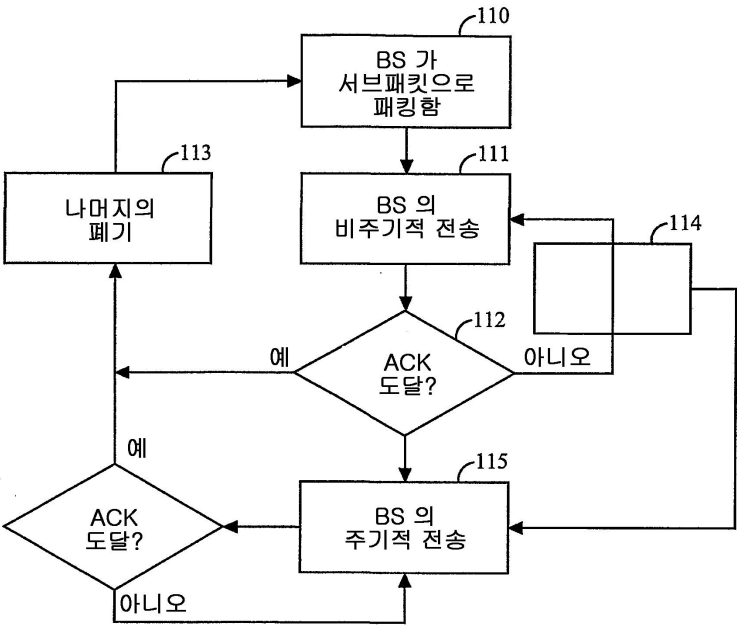 110
BS 가
서브패킷으로
패킹함
113
나머지의
폐기
111
BS 의
비주기적 전송
114
112
ACK
도달?
예
아니오
115
BS 의
주기적 전송
예
ACK
도달?
아니오